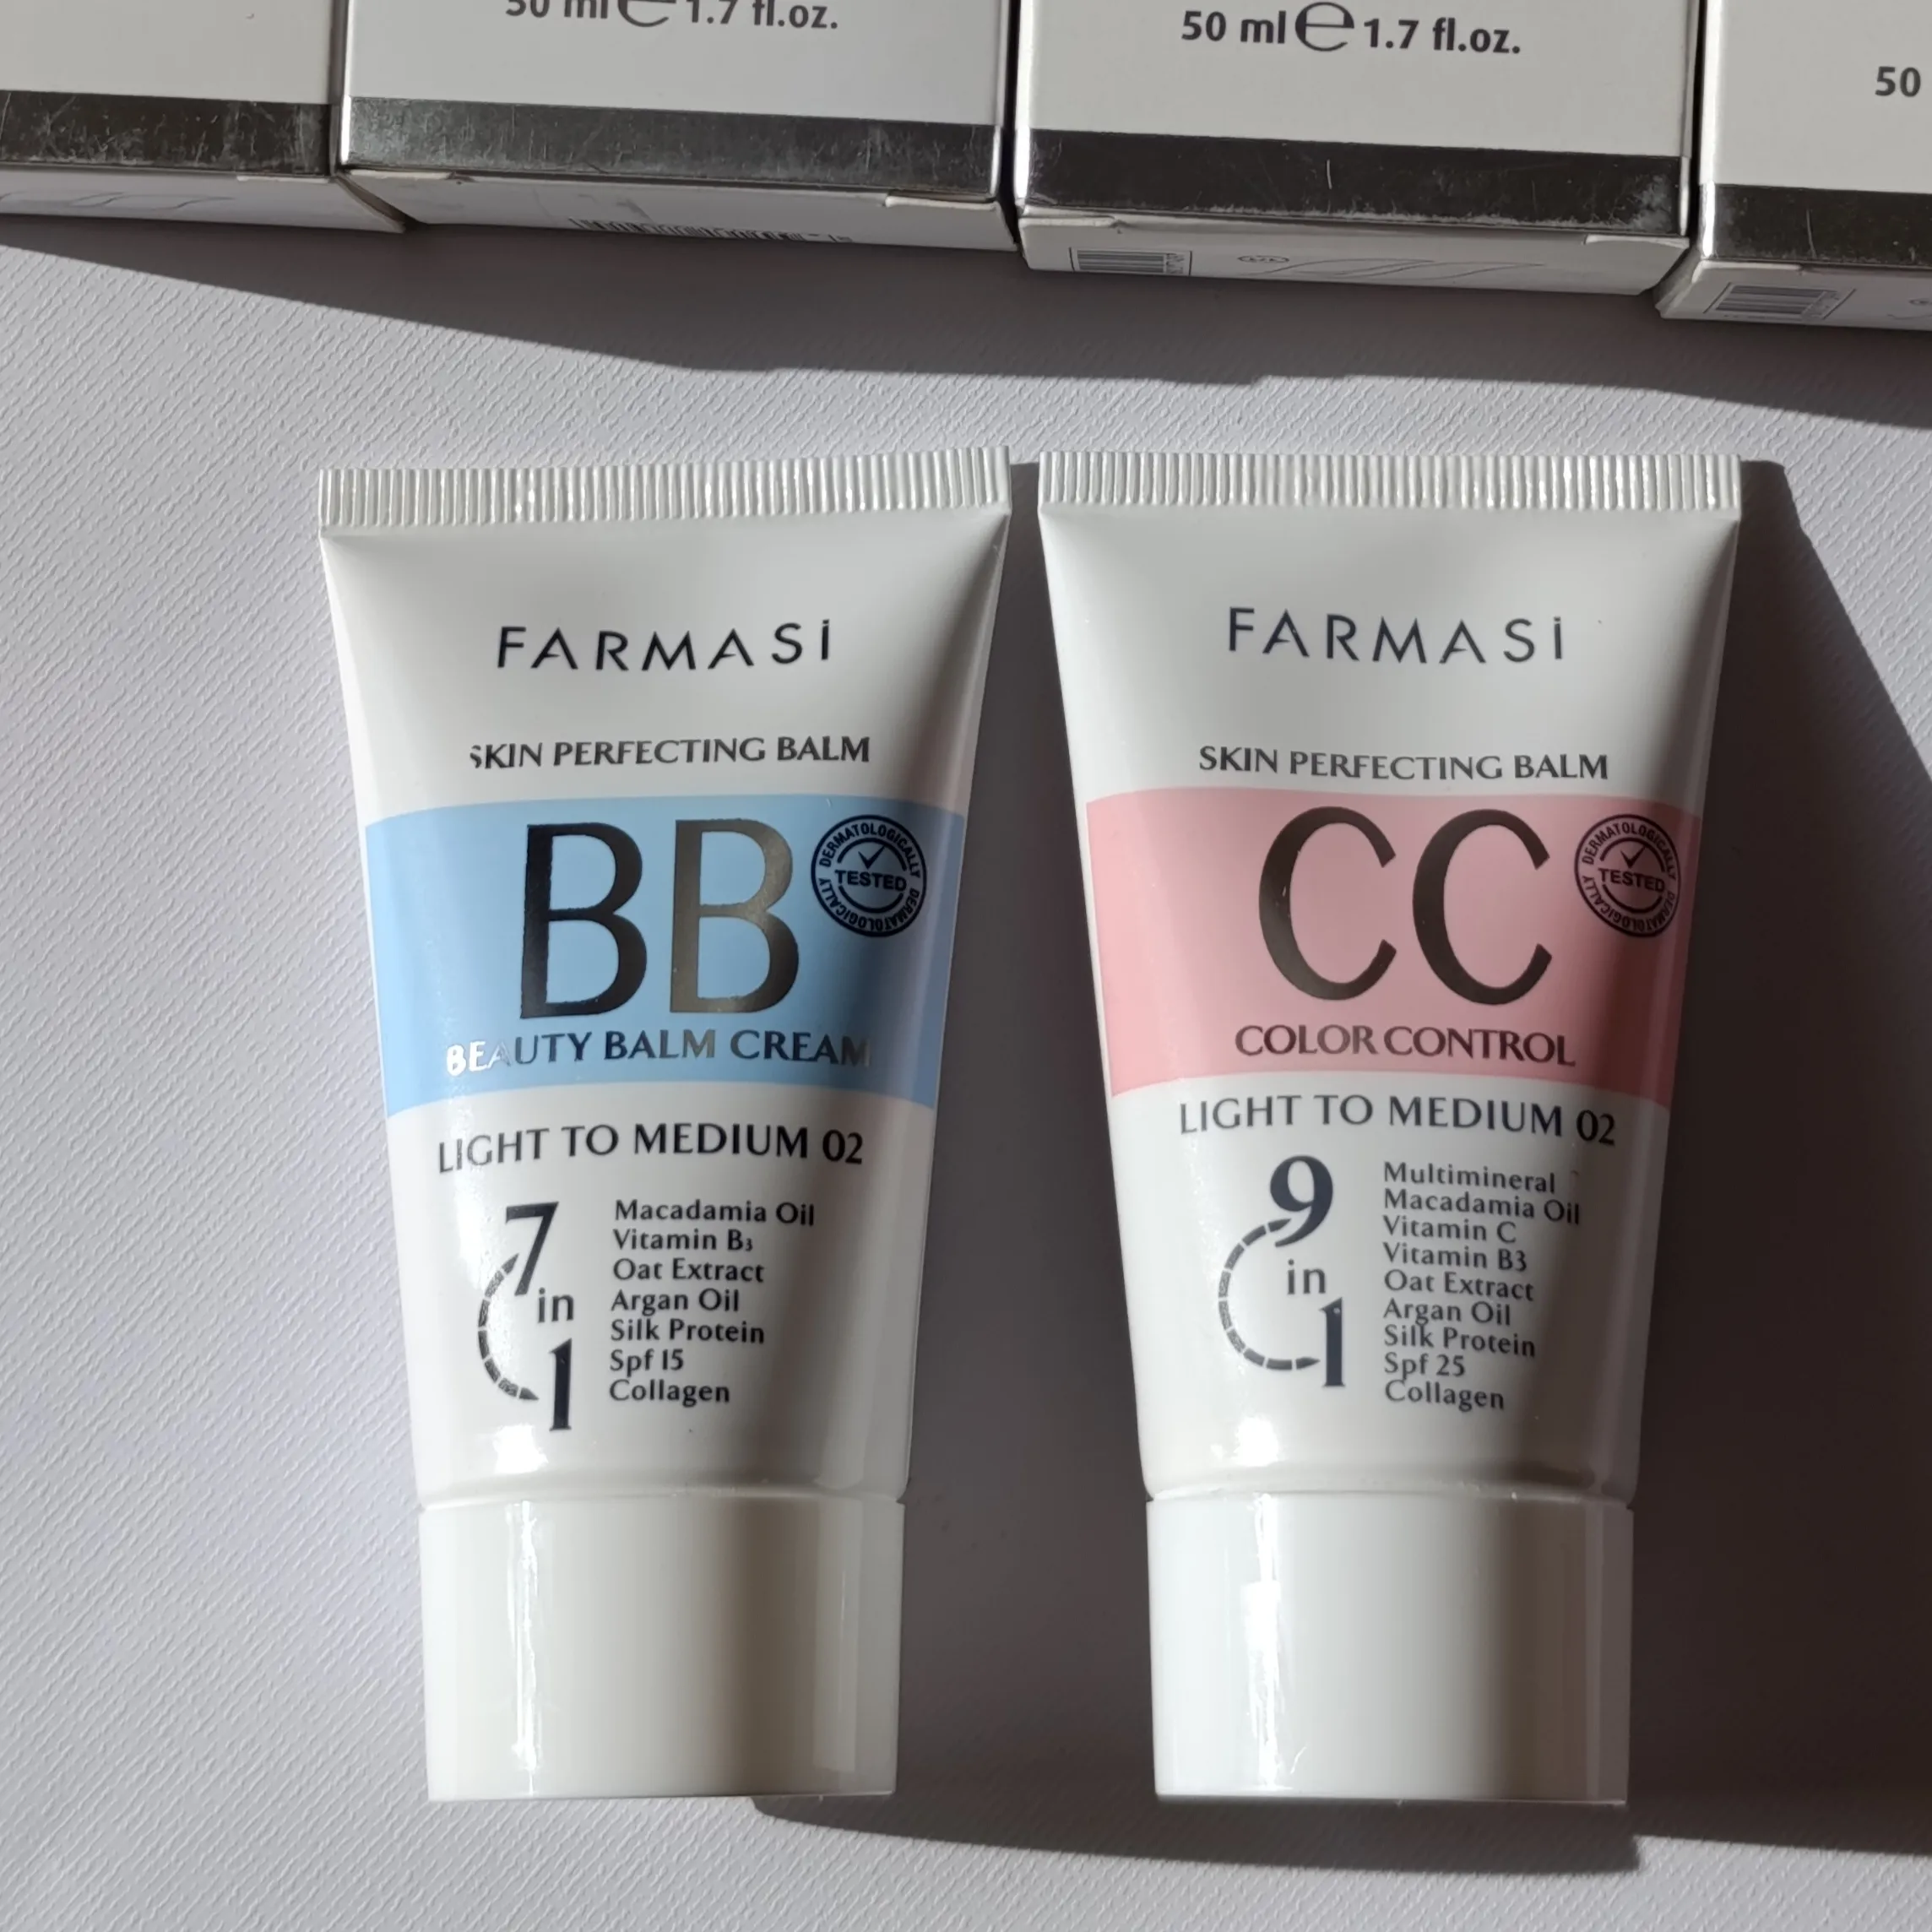 50 ml e 1.7 fl.oz.
50 ml e 1.7 fl.oz.
50
FARMASİ
SKIN PERFECTING BALM
BB
DERMATOLOGICALLY
TESTED
DERMATOLOGICALLY
BEAUTY BALM CREAM
LIGHT TO MEDIUM 02
7 in 1
Macadamia Oil
Vitamin B₃
Oat Extract
Argan Oil
Silk Protein
Spf 15
Collagen
FARMASİ
SKIN PERFECTING BALM
CC
DERMATOLOGICALLY
TESTED
DERMATOLOGICALLY
COLOR CONTROL
LIGHT TO MEDIUM 02
9 in 1
Multimineral
Macadamia Oil
Vitamin C
Vitamin B3
Oat Extract
Argan Oil
Silk Protein
Spf 25
Collagen